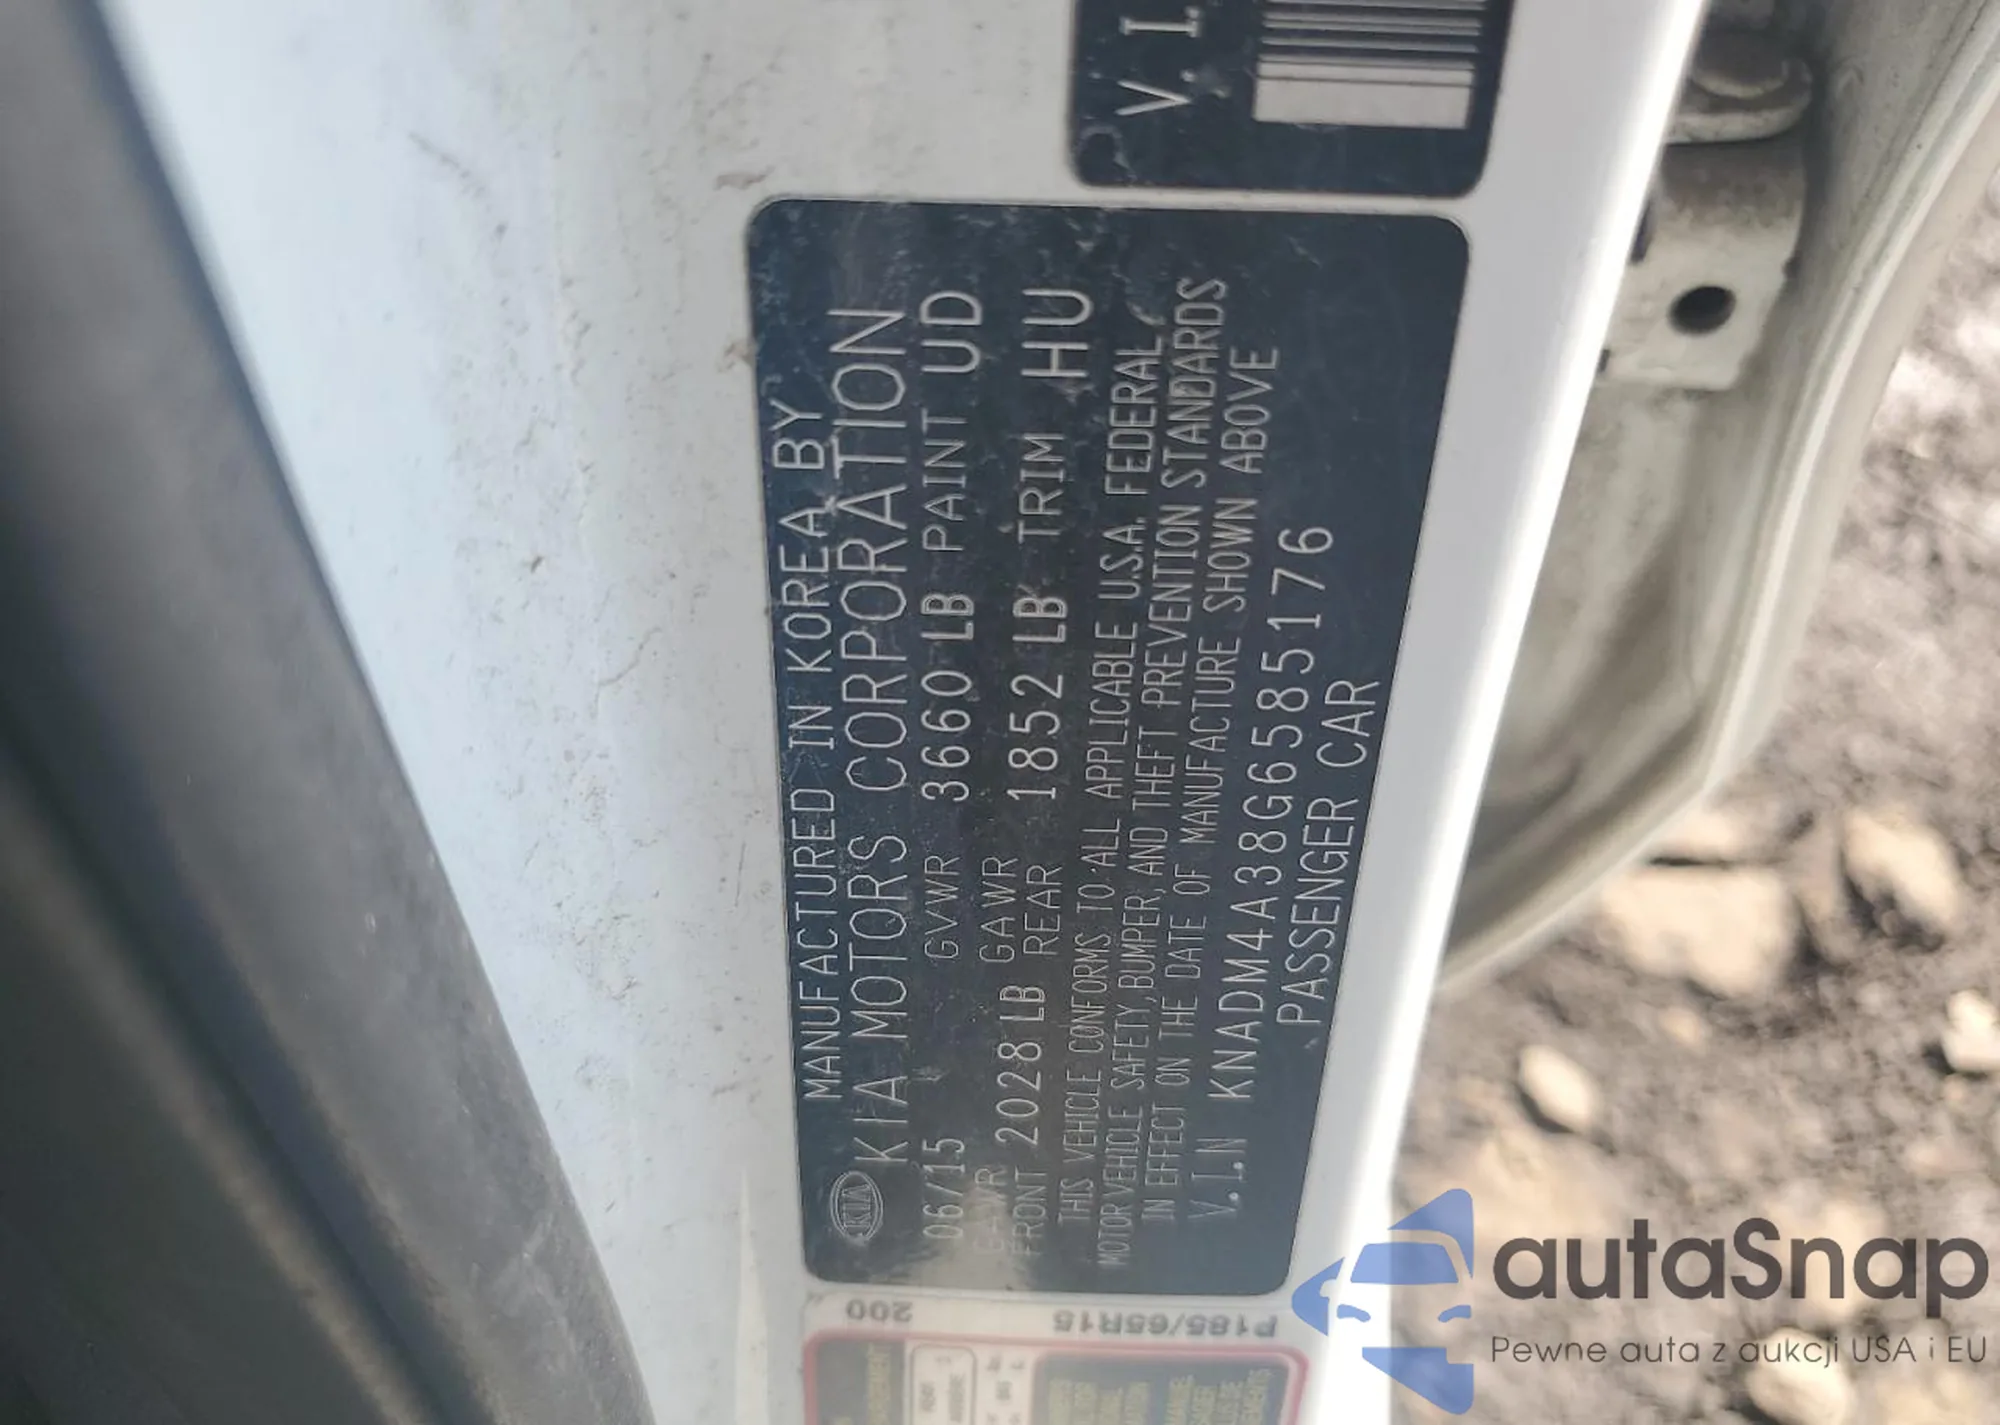 V. I.
MANUFACTURED IN KOREA BY
KIA KIA MOTORS CORPORATION
06/15 GVWR 3660 LB PAINT UD
GAWR GAWR
FRONT 2028 LB REAR 1852 LB TRIM HU
THIS VEHICLE CONFORMS TO ALL APPLICABLE U.S.A. FEDERAL
MOTOR VEHICLE SAFETY, BUMPER, AND THEFT PREVENTION STANDARDS
IN EFFECT ON THE DATE OF MANUFACTURE SHOWN ABOVE
V.I.N KNADM4A38G6585176
PASSENGER CAR
P185/65R15
200
autaSnap
Pewne auta z aukcji USA i EU